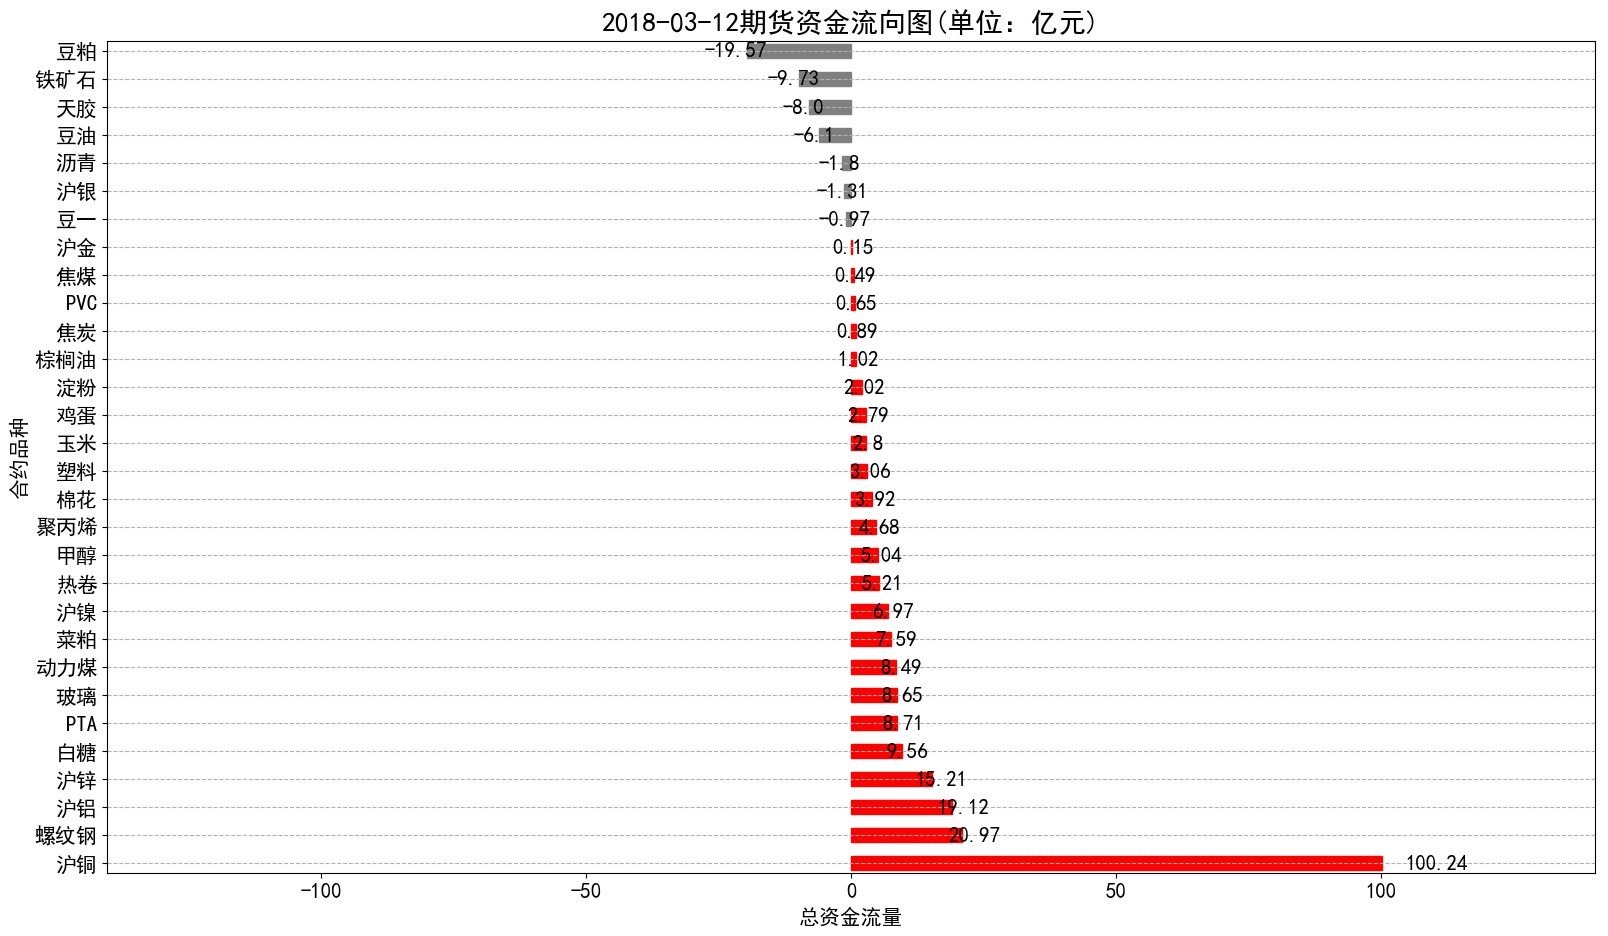 2018-03-12期货资金流向图(单位：亿元)
豆粕 -19.57
铁矿石 -9.73
天胶 -8.0
豆油 -6.1
沥青 -1.8
沪银 -1.31
豆一 -0.97
沪金 0.15
焦煤 0.49
PVC 0.65
焦炭 0.89
棕榈油 1.02
淀粉 2.02
鸡蛋 2.79
玉米 2.8
塑料 3.06
棉花 3.92
聚丙烯 4.68
甲醇 5.04
热卷 5.21
沪镍 6.97
菜粕 7.59
动力煤 8.49
玻璃 8.65
PTA 8.71
白糖 9.56
沪锌 15.21
沪铝 19.12
螺纹钢 20.97
沪铜 100.24
合约品种
-100 -50 0 50 100
总资金流量